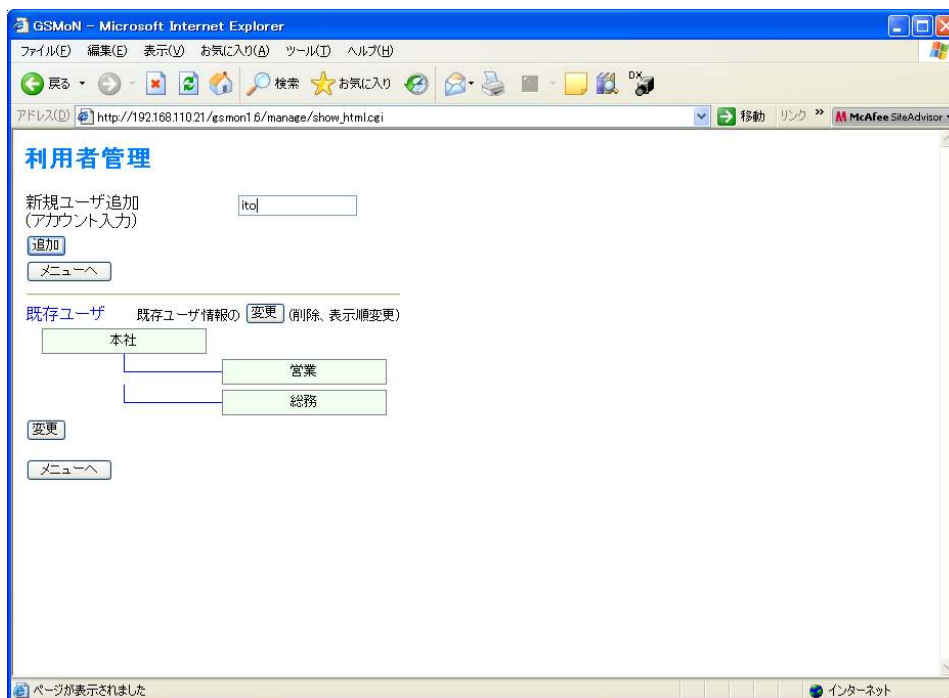 GSMoN - Microsoft Internet Explorer
ファイル(F) 編集(E) 表示(V) お気に入り(A) ツール(T) ヘルプ(H)
戻る 検索 お気に入り DX
アドレス(D) http://192.168.110.21/gsmon1.6/manage/show_html.cgi 移動 リンク » McAfee SiteAdvisor
利用者管理
新規ユーザ追加 ito
(アカウント入力)
追加
メニューへ
既存ユーザ 既存ユーザ情報の 変更 (削除、表示順変更)
本社
営業
総務
変更
メニューへ
ページが表示されました インターネット